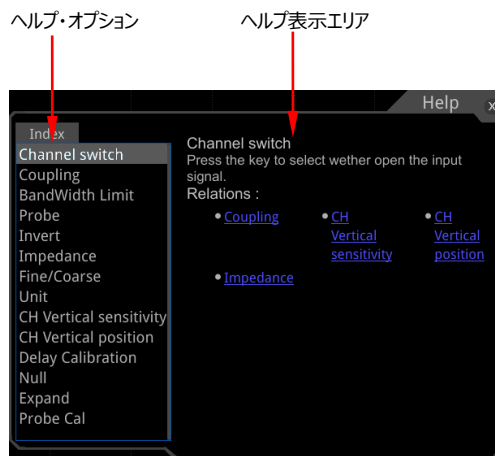 ヘルプ・オプション
ヘルプ表示エリア
Help x
Index
Channel switch
Coupling
BandWidth Limit
Probe
Invert
Impedance
Fine/Coarse
Unit
CH Vertical sensitivity
CH Vertical position
Delay Calibration
Null
Expand
Probe Cal
Channel switch
Press the key to select wether open the input
signal.
Relations :
• Coupling
• CH
Vertical
sensitivity
• CH
Vertical
position
• Impedance